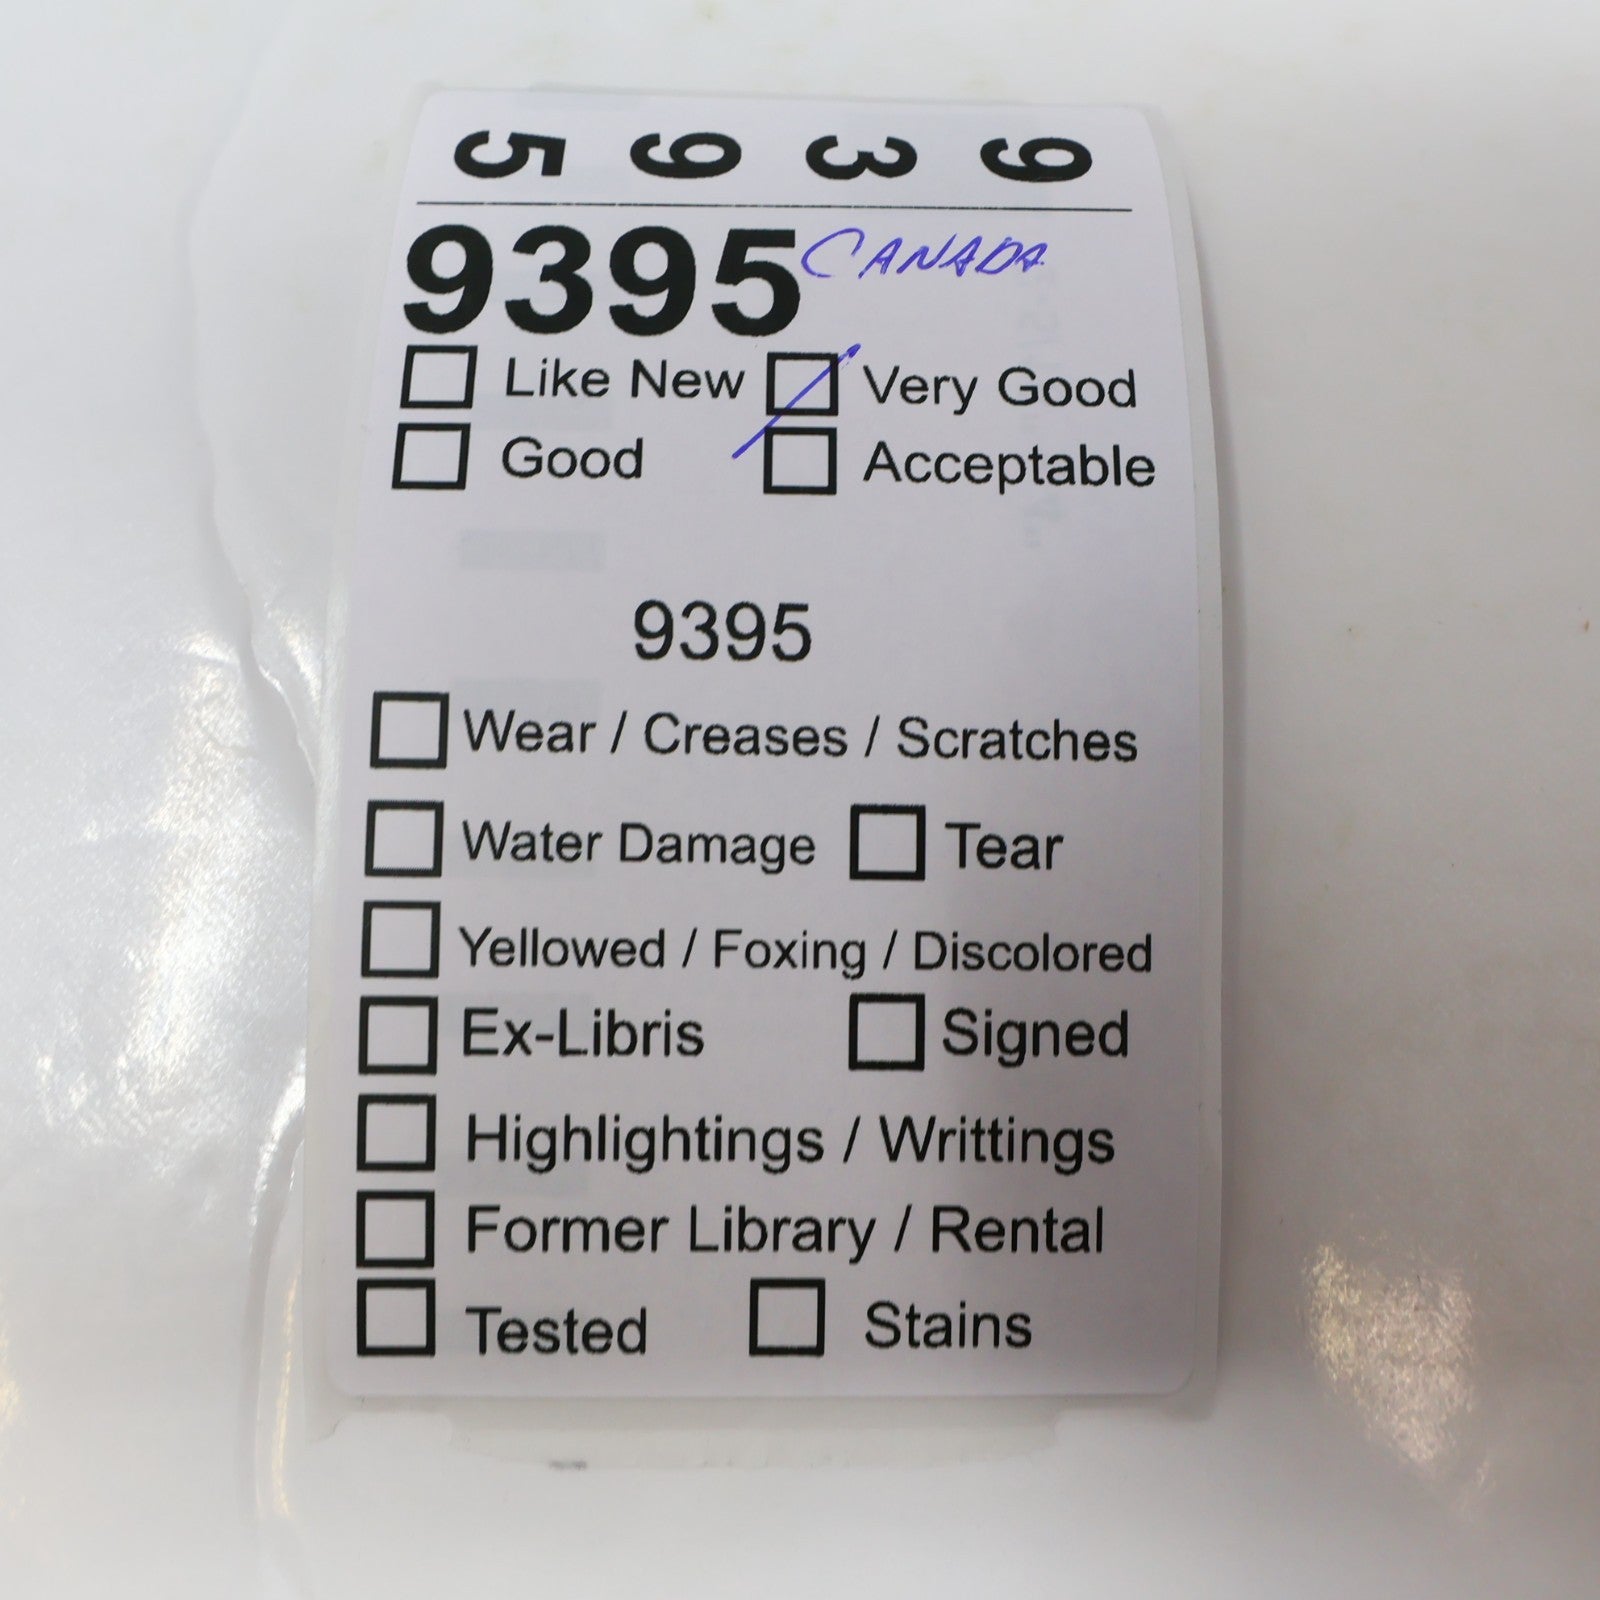 5 9 3 9
9395 CANADA
Like New Very Good
Good Acceptable
9395
Wear / Creases / Scratches
Water Damage Tear
Yellowed / Foxing / Discolored
Ex-Libris Signed
Highlightings / Writtings
Former Library / Rental
Tested Stains